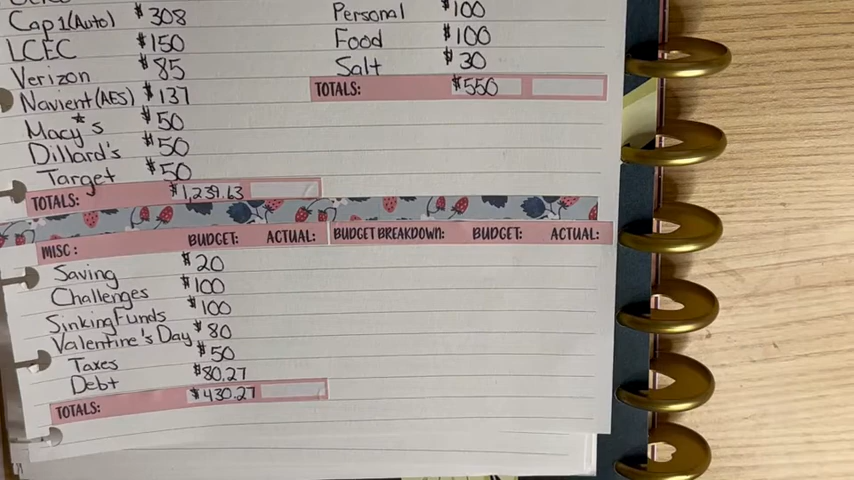 Cap1(Auto) $308
LCEC $150
Verizon $85
Navient(AES) $137
Macy*s $50
Dillard's $50
Target $50
TOTALS: $1,239.63
Personal $100
Food $100
Salt $30
TOTALS: $550
MISC: BUDGET: ACTUAL:
Saving $20
Challenges $100
Sinking Funds $100
Valentine's Day $80
Taxes $50
Debt $80.27
TOTALS: $430.27
BUDGET BREAKDOWN: BUDGET: ACTUAL: